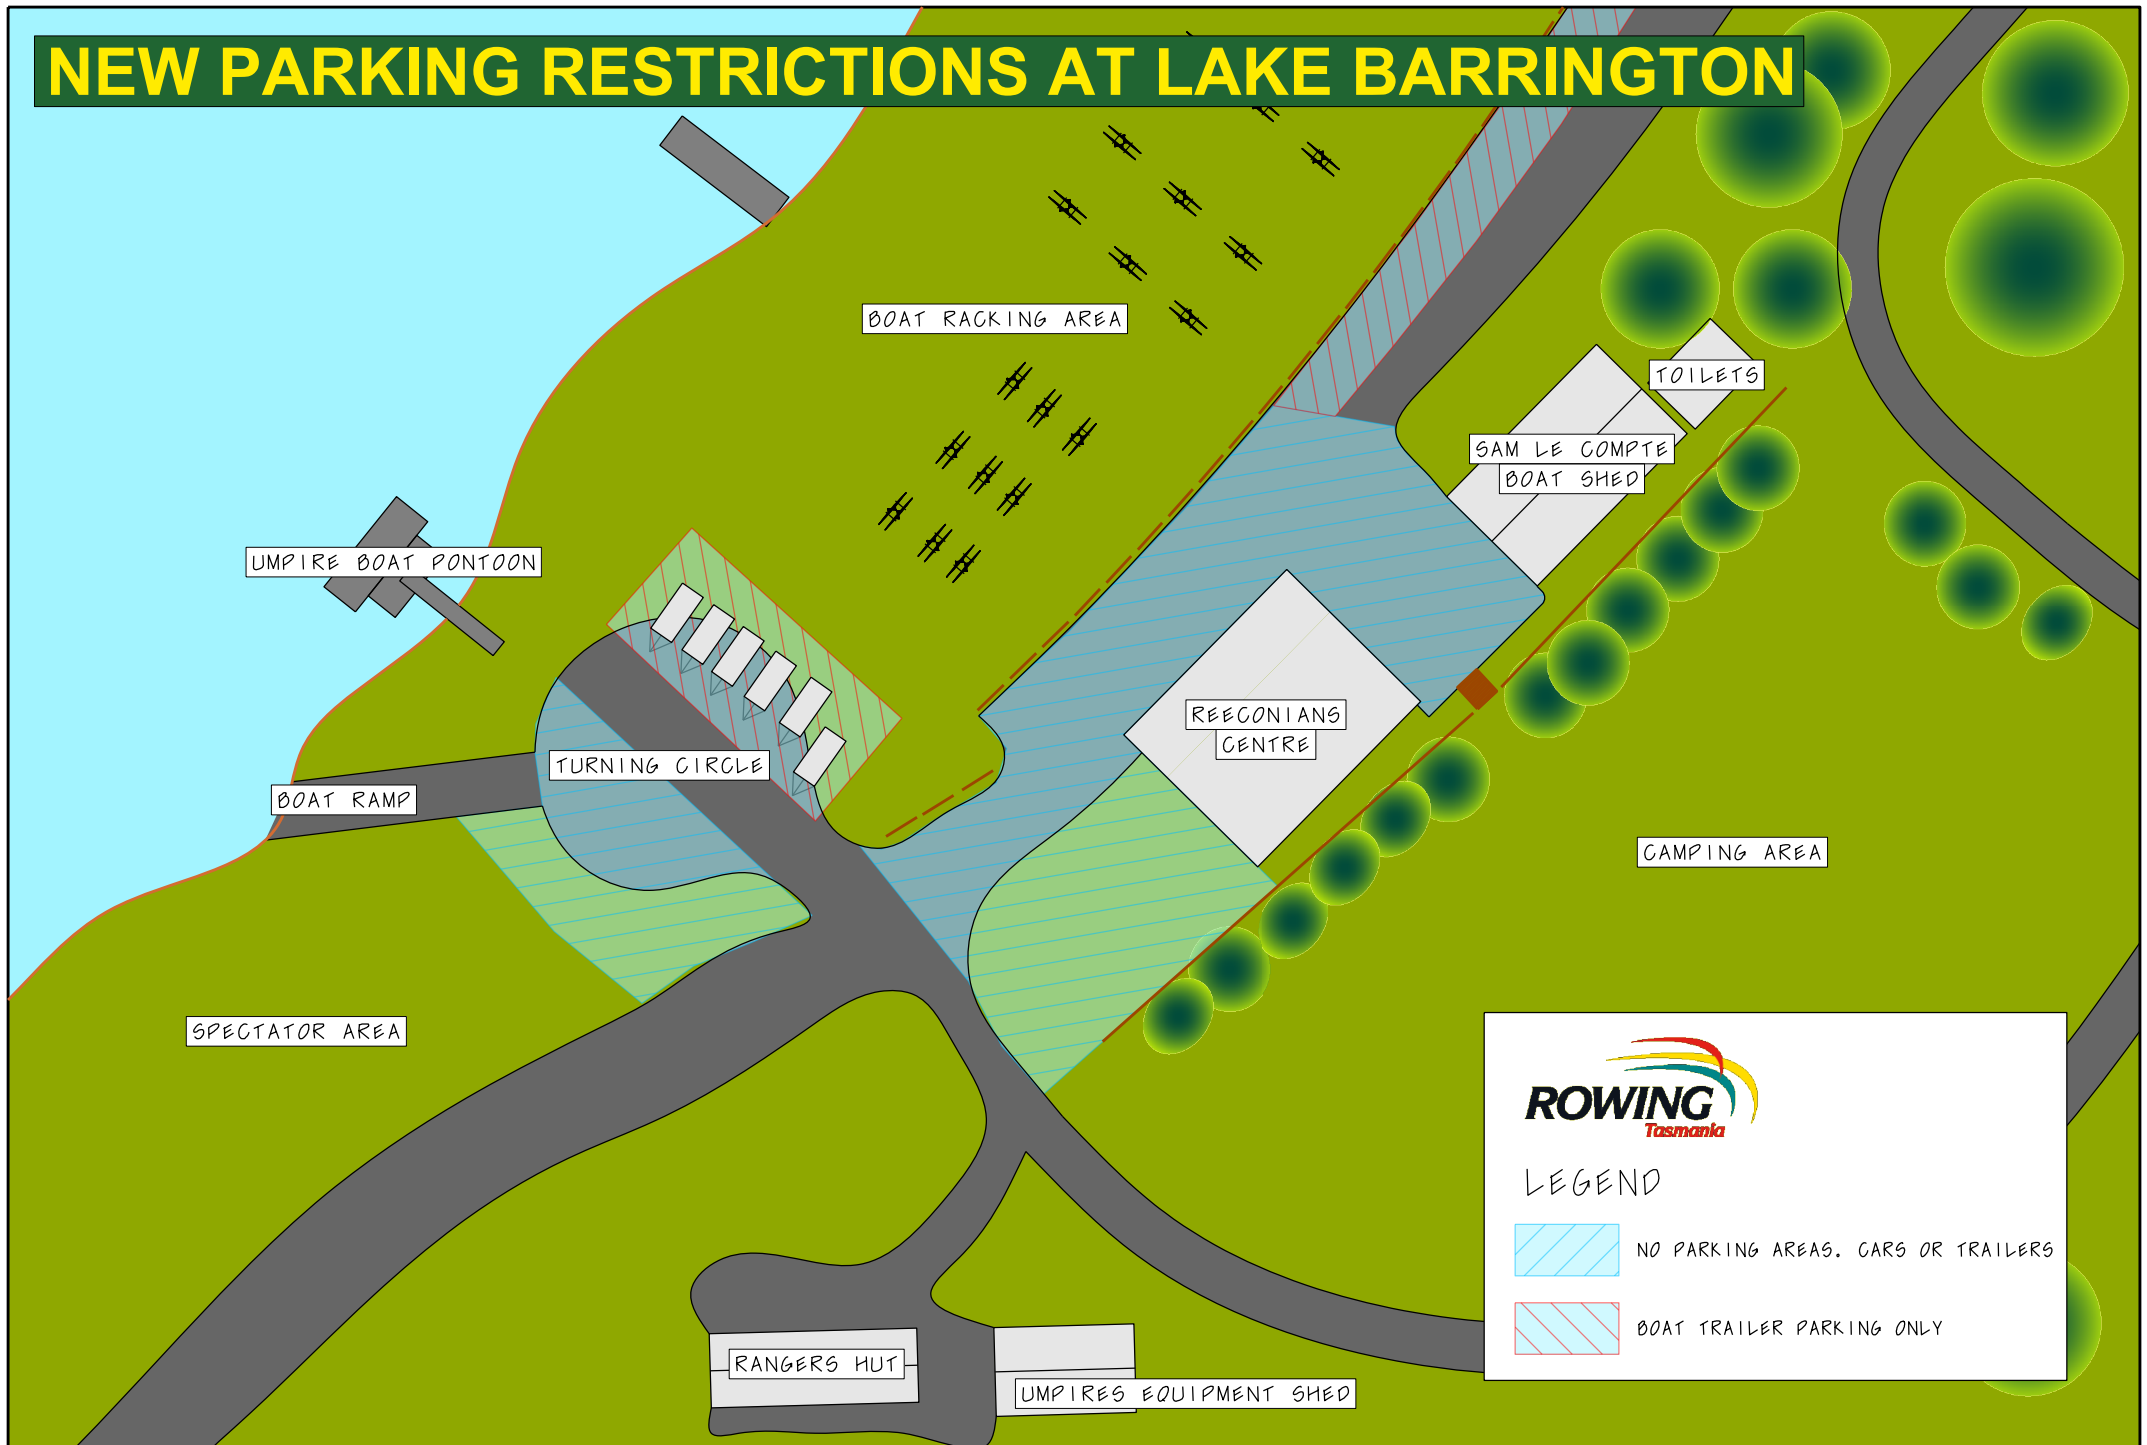 NEW PARKING RESTRICTIONS AT LAKE BARRINGTON
BOAT RACKING AREA
TOILETS
SAM LE COMPTE
BOAT SHED
UMPIRE BOAT PONTOON
REECONIANS
CENTRE
TURNING CIRCLE
BOAT RAMP
CAMPING AREA
SPECTATOR AREA
ROWING
Tasmania
LEGEND
NO PARKING AREAS. CARS OR TRAILERS
BOAT TRAILER PARKING ONLY
RANGERS HUT
UMPIRES EQUIPMENT SHED